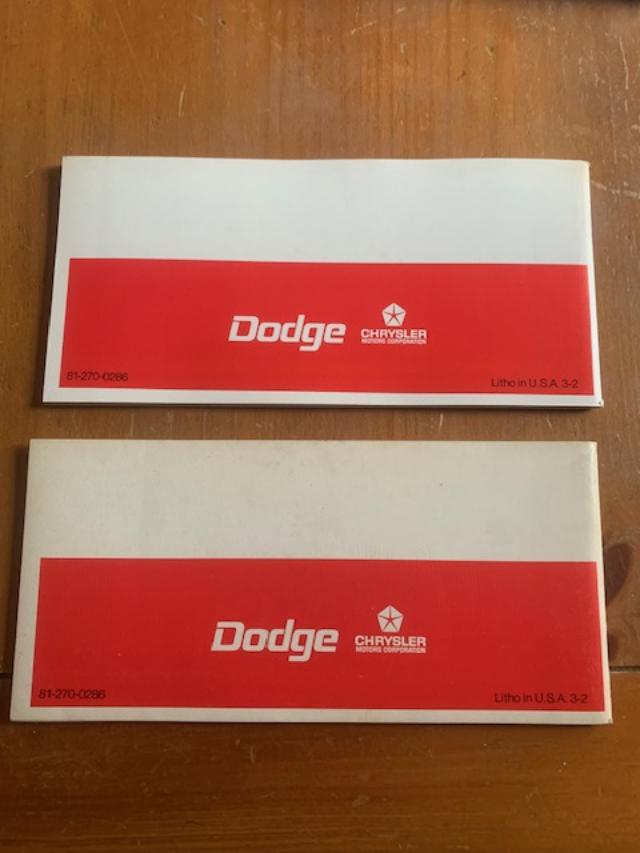 Dodge CHRYSLER
MOTORS CORPORATION
81-270-0286
Litho in U.S.A. 3-2
Dodge CHRYSLER
MOTORS CORPORATION
81-270-0286
Litho in U.S.A. 3-2